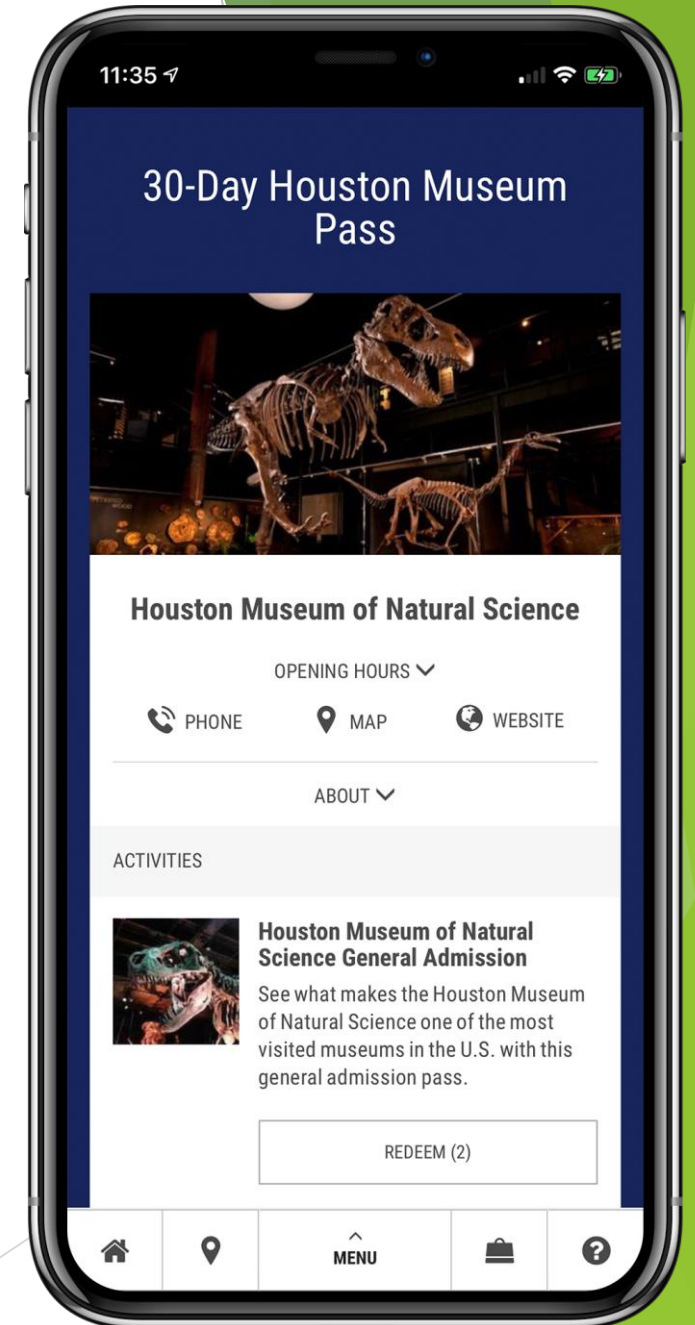 11:35
30-Day Houston Museum
Pass
Houston Museum of Natural Science
OPENING HOURS
PHONE MAP WEBSITE
ABOUT
ACTIVITIES
Houston Museum of Natural
Science General Admission
See what makes the Houston Museum
of Natural Science one of the most
visited museums in the U.S. with this
general admission pass.
REDEEM (2)
MENU